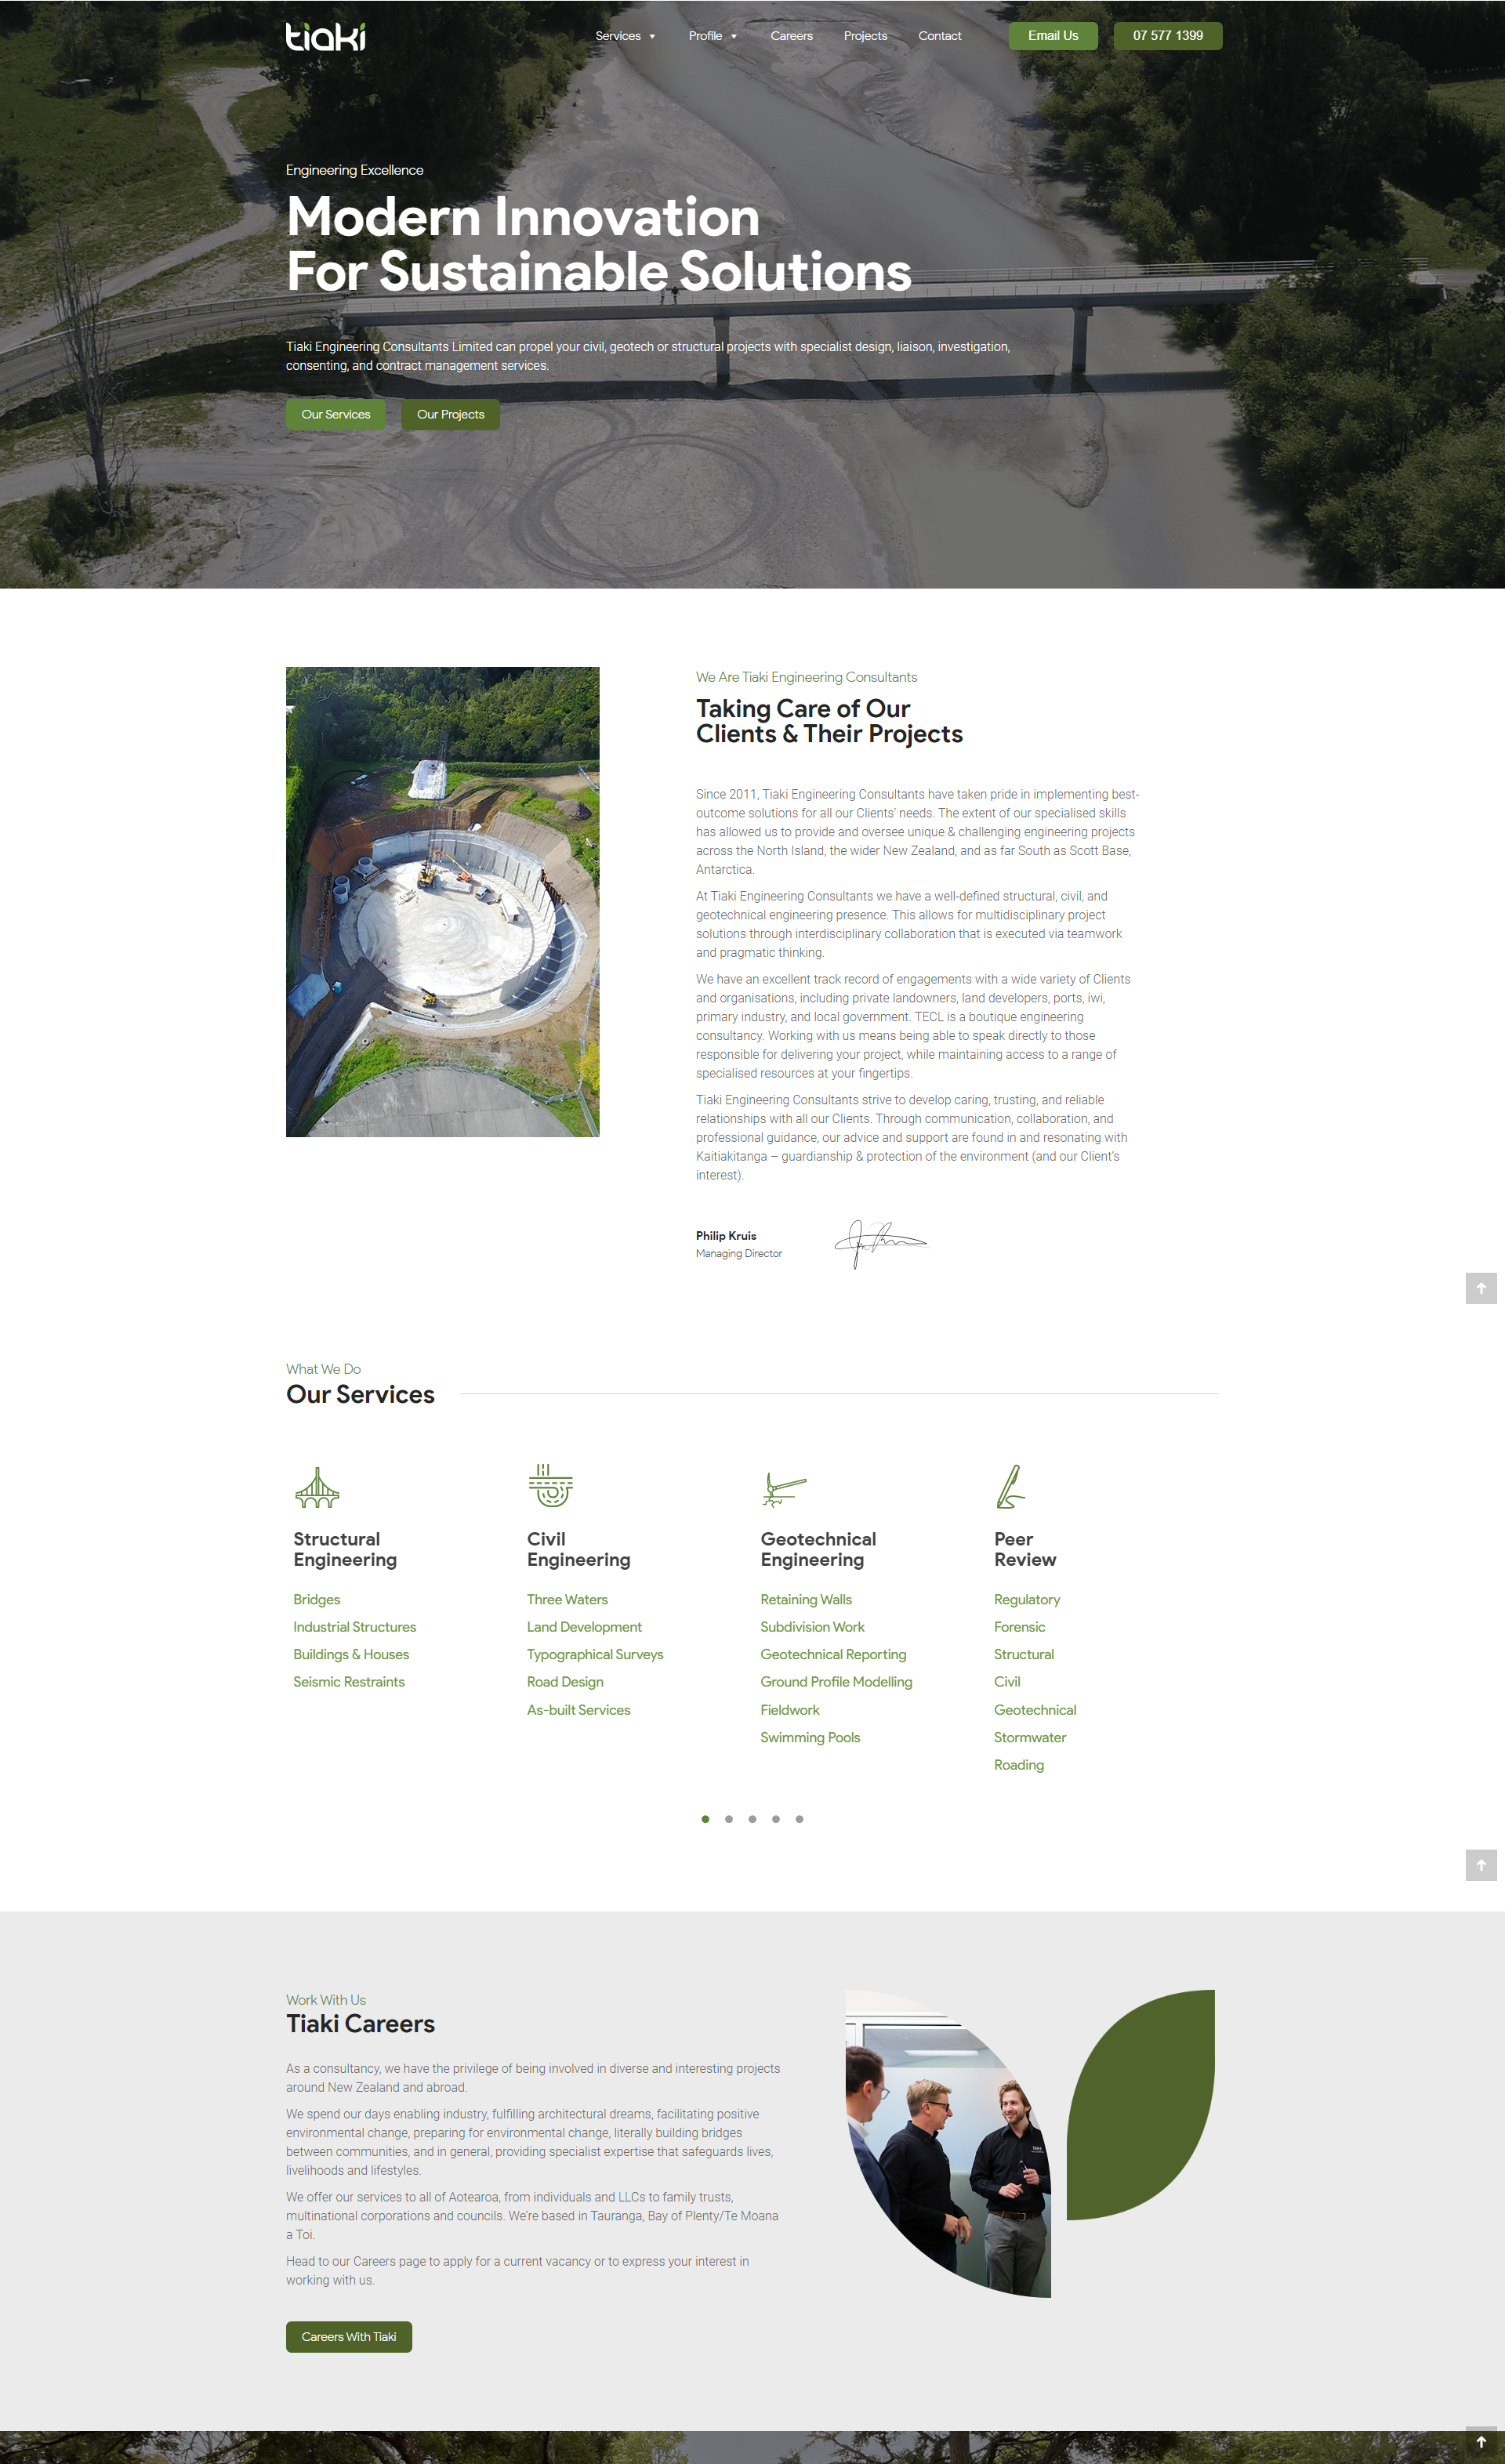 tiaki
Services
Profile
Careers
Projects
Contact
Email Us
07 577 1399
Engineering Excellence
Modern Innovation
For Sustainable Solutions
Tiaki Engineering Consultants Limited can propel your civil, geotech or structural projects with specialist design, liaison, investigation,
consenting, and contract management services.
Our Services
Our Projects
We Are Tiaki Engineering Consultants
Taking Care of Our
Clients & Their Projects
Since 2011, Tiaki Engineering Consultants have taken pride in implementing best-
outcome solutions for all our Clients’ needs. The extent of our specialised skills
has allowed us to provide and oversee unique & challenging engineering projects
across the North Island, the wider New Zealand, and as far South as Scott Base,
Antarctica.
At Tiaki Engineering Consultants we have a well-defined structural, civil, and
geotechnical engineering presence. This allows for multidisciplinary project
solutions through interdisciplinary collaboration that is executed via teamwork
and pragmatic thinking.
We have an excellent track record of engagements with a wide variety of Clients
and organisations, including private landowners, land developers, ports, iwi,
primary industry, and local government. TECL is a boutique engineering
consultancy. Working with us means being able to speak directly to those
responsible for delivering your project, while maintaining access to a range of
specialised resources at your fingertips.
Tiaki Engineering Consultants strive to develop caring, trusting, and reliable
relationships with all our Clients. Through communication, collaboration, and
professional guidance, our advice and support are found in and resonating with
Kaitiakitanga – guardianship & protection of the environment (and our Client’s
interest).
Philip Kruis
Managing Director
What We Do
Our Services
Structural
Engineering
Bridges
Industrial Structures
Buildings & Houses
Seismic Restraints
Civil
Engineering
Three Waters
Land Development
Typographical Surveys
Road Design
As-built Services
Geotechnical
Engineering
Retaining Walls
Subdivision Work
Geotechnical Reporting
Ground Profile Modelling
Fieldwork
Swimming Pools
Peer
Review
Regulatory
Forensic
Structural
Civil
Geotechnical
Stormwater
Roading
Work With Us
Tiaki Careers
As a consultancy, we have the privilege of being involved in diverse and interesting projects
around New Zealand and abroad.
We spend our days enabling industry, fulfilling architectural dreams, facilitating positive
environmental change, preparing for environmental change, literally building bridges
between communities, and in general, providing specialist expertise that safeguards lives,
livelihoods and lifestyles.
We offer our services to all of Aotearoa, from individuals and LLCs to family trusts,
multinational corporations and councils. We’re based in Tauranga, Bay of Plenty/Te Moana
a Toi.
Head to our Careers page to apply for a current vacancy or to express your interest in
working with us.
Careers With Tiaki